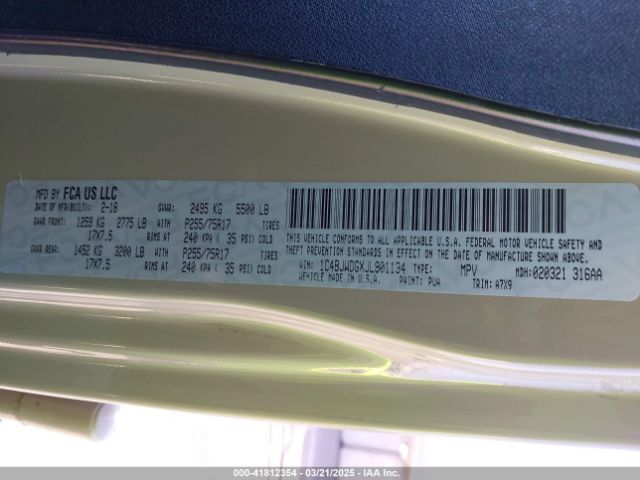 MFD BY FCA US LLC
DATE OF MFR(BUILT): 2-18 GVWR: 2495 KG 5500 LB
GAWR FRONT: 1259 KG 2775 LB WITH P255/75R17 TIRES
17X7.5 RIMS AT 240 KPA ( 35 PSI) COLD
GAWR REAR: 1452 KG 3200 LB WITH P255/75R17 TIRES
17X7.5 RIMS AT 240 KPA ( 35 PSI) COLD
THIS VEHICLE CONFORMS TO ALL APPLICABLE U.S.A. FEDERAL MOTOR VEHICLE SAFETY, BUMPER AND
THEFT PREVENTION STANDARDS IN EFFECT ON THE DATE OF MANUFACTURE SHOWN ABOVE.
VIN: 1C4BJWDGXJL901134 TYPE: MPV MDH: 020321 316AA
VEHICLE MADE IN U.S.A. PAINT: PUA TRIM: A7X9
000-41812354 | 03/21/2025 | IAA Inc.